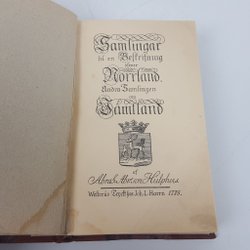 Samlingar
til en Beskrifning
öfwer
Norrland.
Andra Samlingen
om
Jämtland
af
Abrah. Abr:son Hülphers.
Westerås Tryckt hos Joh. L. Horrn 1775.